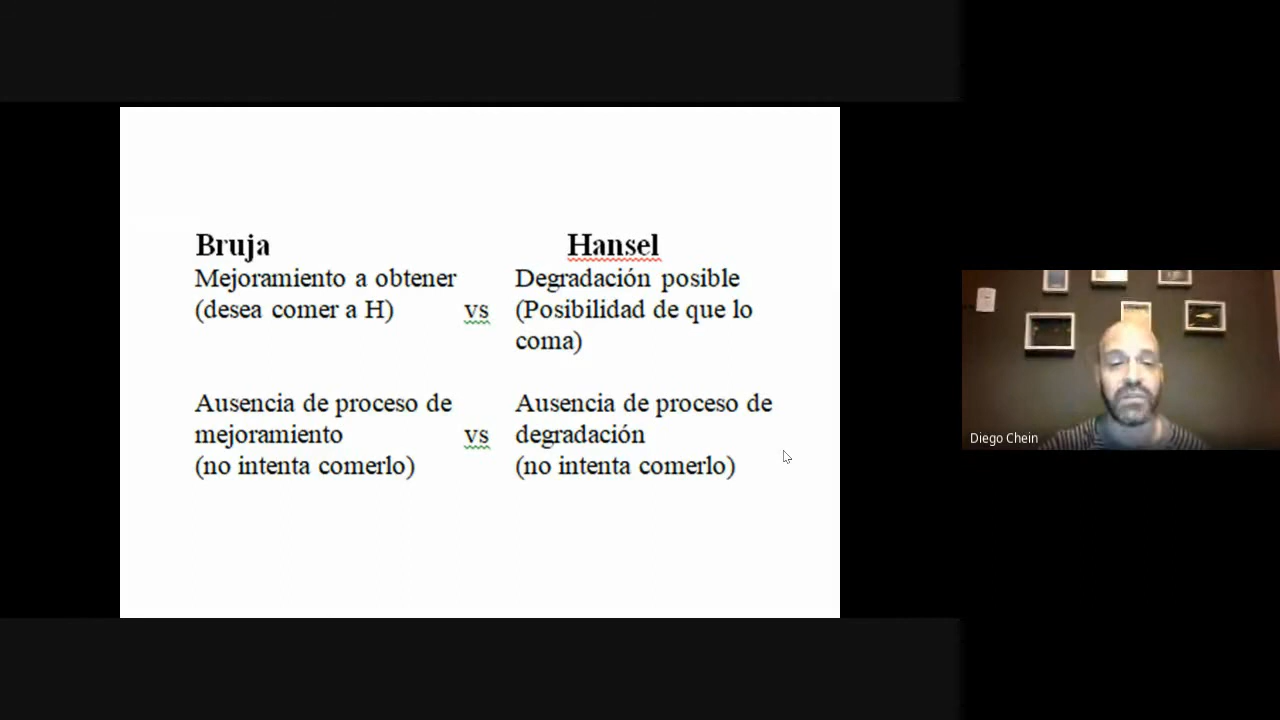 Bruja Hansel
Mejoramiento a obtener Degradación posible
(desea comer a H) vs (Posibilidad de que lo
coma)
Ausencia de proceso de Ausencia de proceso de
mejoramiento vs degradación
(no intenta comerlo) (no intenta comerlo)
Diego Chein